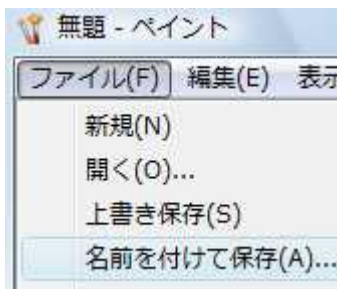 無題 - ペイント
ファイル(F) 編集(E) 表示
新規(N)
開く(O)...
上書き保存(S)
名前を付けて保存(A)...